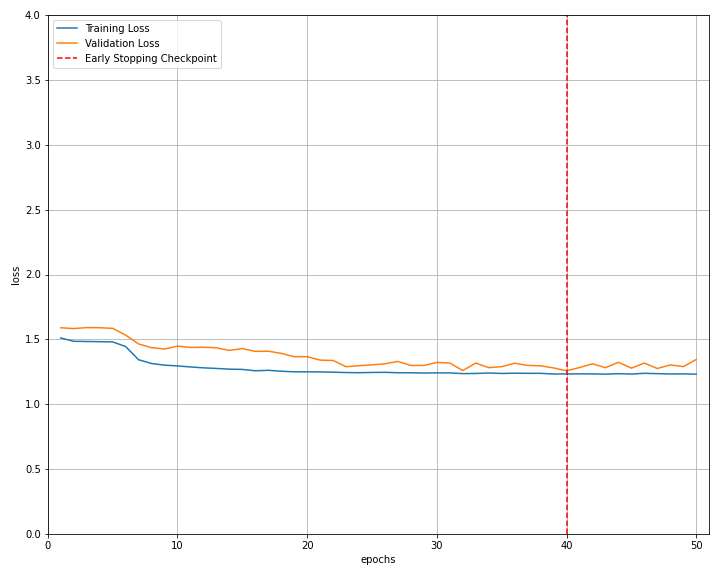 Training Loss
Validation Loss
Early Stopping Checkpoint
4.0
3.5
3.0
2.5
2.0
1.5
1.0
0.5
0.0
loss
0 10 20 30 40 50
epochs